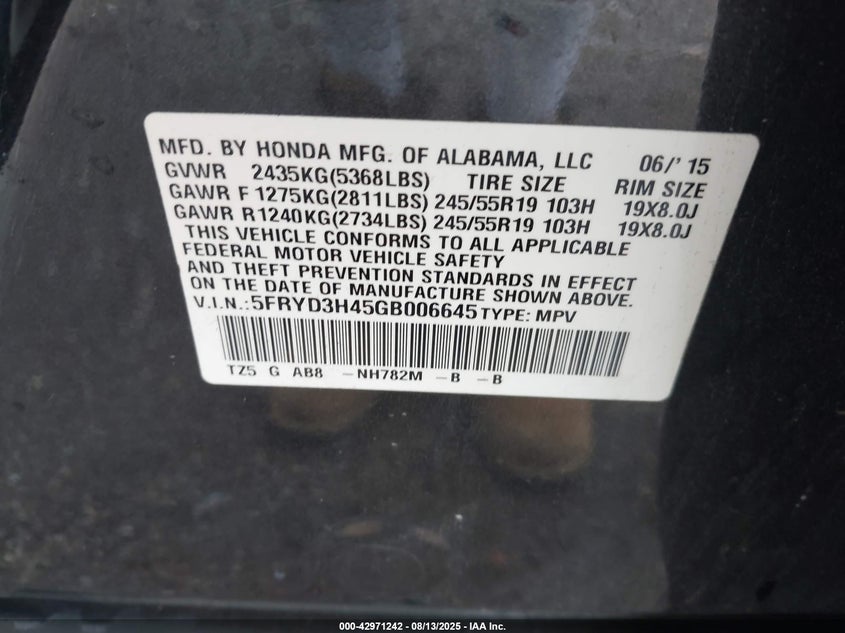 MFD. BY HONDA MFG. OF ALABAMA, LLC 06/' 15
GVWR 2435KG(5368LBS) TIRE SIZE RIM SIZE
GAWR F 1275KG(2811LBS) 245/55R19 103H 19X8.0J
GAWR R1240KG(2734LBS) 245/55R19 103H 19X8.0J
THIS VEHICLE CONFORMS TO ALL APPLICABLE
FEDERAL MOTOR VEHICLE SAFETY
AND THEFT PREVENTION STANDARDS IN EFFECT
ON THE DATE OF MANUFACTURE SHOWN ABOVE.
V.I.N.:5FRYD3H45GB006645 TYPE: MPV
TZ5 G AB8 -NH782M -B -B
000-42971242 - 08/13/2025 - IAA Inc.